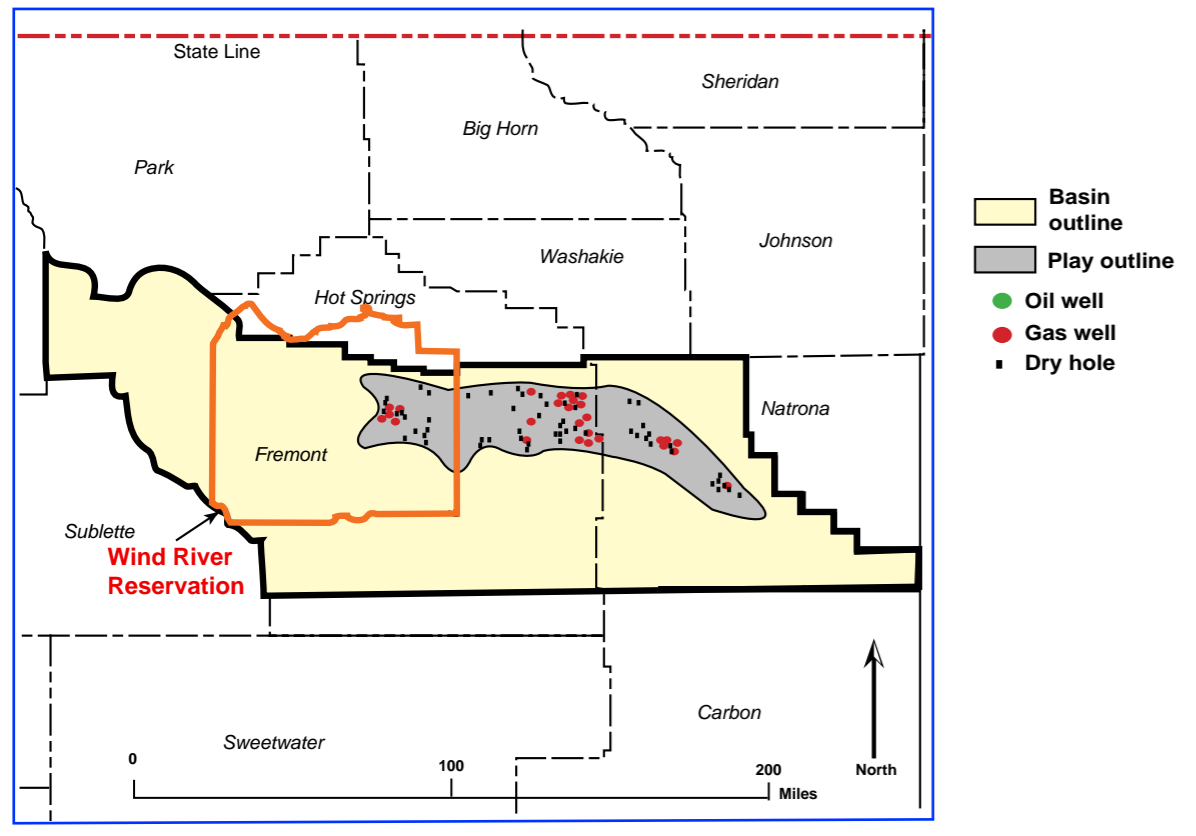 State Line
Sheridan
Big Horn
Park
Johnson
Washakie
Hot Springs
Natrona
Fremont
Sublette
Wind River
Reservation
Carbon
Sweetwater
0
100
200
Miles
North
Basin
outline
Play outline
Oil well
Gas well
Dry hole